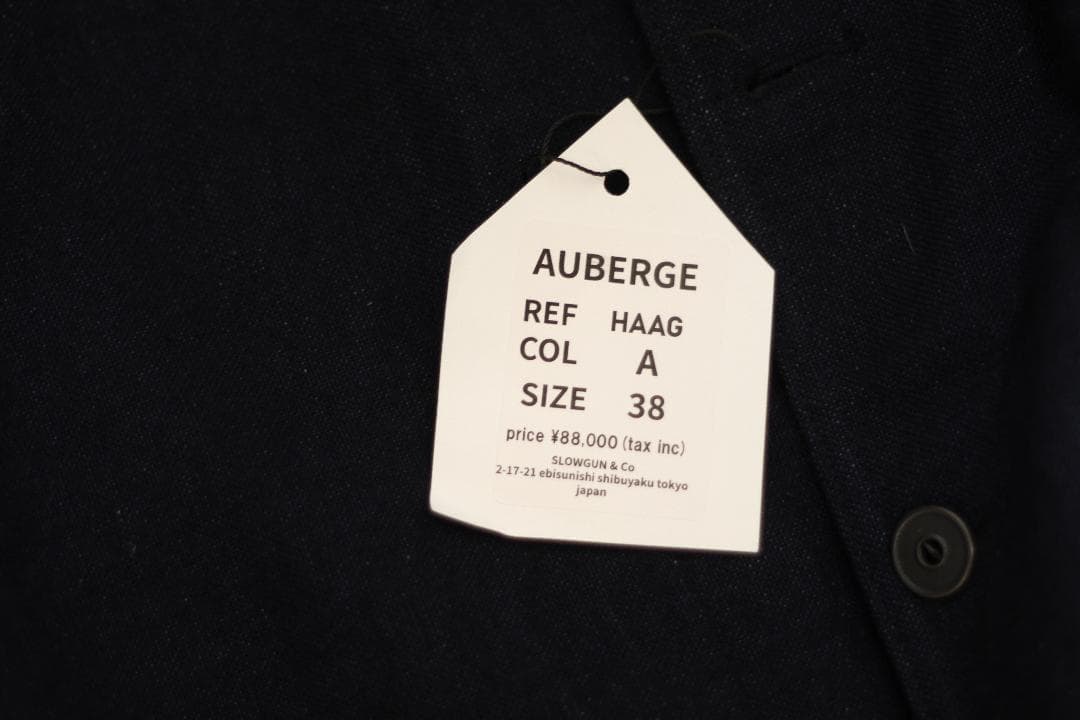 AUBERGE
REF HAAG
COL A
SIZE 38
price ¥88,000 (tax inc)
SLOWGUN & Co
2-17-21 ebisunishi shibuyaku tokyo
japan